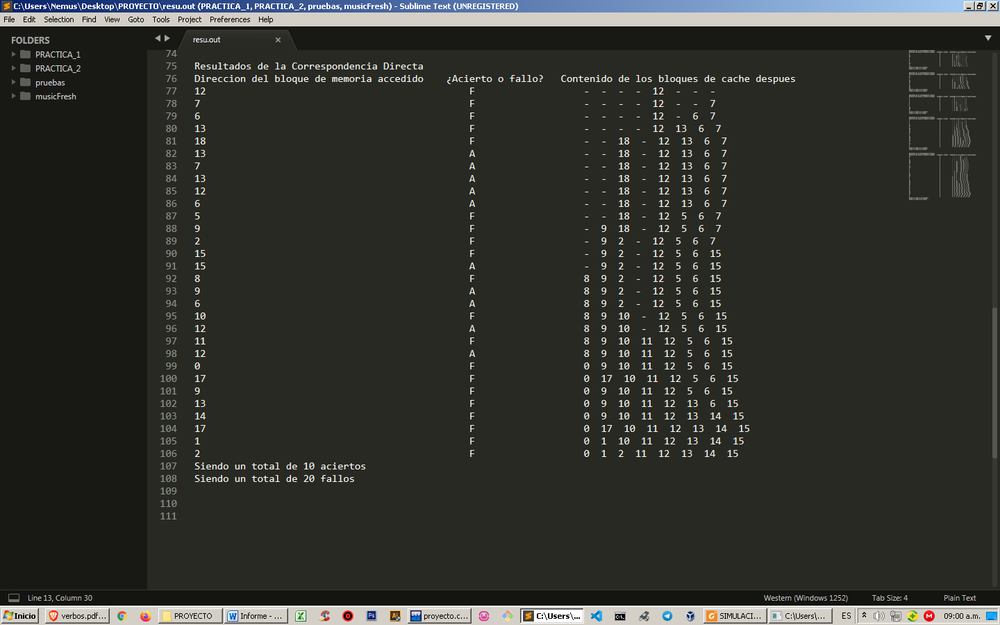 C:\Users\Nemus\Desktop\PROYECTO\resu.out (PRACTICA_1, PRACTICA_2, pruebas, musicFresh) - Sublime Text (UNREGISTERED)
File Edit Selection Find View Goto Tools Project Preferences Help
FOLDERS
PRACTICA_1
PRACTICA_2
pruebas
musicFresh
resu.out
74
75 Resultados de la Correspondencia Directa
76 Direccion del bloque de memoria accedido ¿Acierto o fallo? Contenido de los bloques de cache despues
77 12 F - - - - 12 - - -
78 7 F - - - - 12 - - 7
79 6 F - - - - 12 - 6 7
80 13 F - - - - 12 13 6 7
81 18 F - - 18 - 12 13 6 7
82 13 A - - 18 - 12 13 6 7
83 7 A - - 18 - 12 13 6 7
84 13 A - - 18 - 12 13 6 7
85 12 A - - 18 - 12 13 6 7
86 6 A - - 18 - 12 13 6 7
87 5 F - - 18 - 12 5 6 7
88 9 F - 9 18 - 12 5 6 7
89 2 F - 9 2 - 12 5 6 7
90 15 F - 9 2 - 12 5 6 15
91 15 A - 9 2 - 12 5 6 15
92 8 F 8 9 2 - 12 5 6 15
93 9 A 8 9 2 - 12 5 6 15
94 6 A 8 9 2 - 12 5 6 15
95 10 F 8 9 10 - 12 5 6 15
96 12 A 8 9 10 - 12 5 6 15
97 11 F 8 9 10 11 12 5 6 15
98 12 A 8 9 10 11 12 5 6 15
99 0 F 0 9 10 11 12 5 6 15
100 17 F 0 17 10 11 12 5 6 15
101 9 F 0 9 10 11 12 5 6 15
102 13 F 0 9 10 11 12 13 6 15
103 14 F 0 9 10 11 12 13 14 15
104 17 F 0 17 10 11 12 13 14 15
105 1 F 0 1 10 11 12 13 14 15
106 2 F 0 1 2 11 12 13 14 15
107 Siendo un total de 10 aciertos
108 Siendo un total de 20 fallos
109
110
111
Line 13, Column 30 Western (Windows 1252) Tab Size: 4 Plain Text
Inicio verbos.pdf... PROYECTO Informe - ... proyecto.c... C:\Users\... SIMULACI... C:\Users\... ES 09:00 a.m.